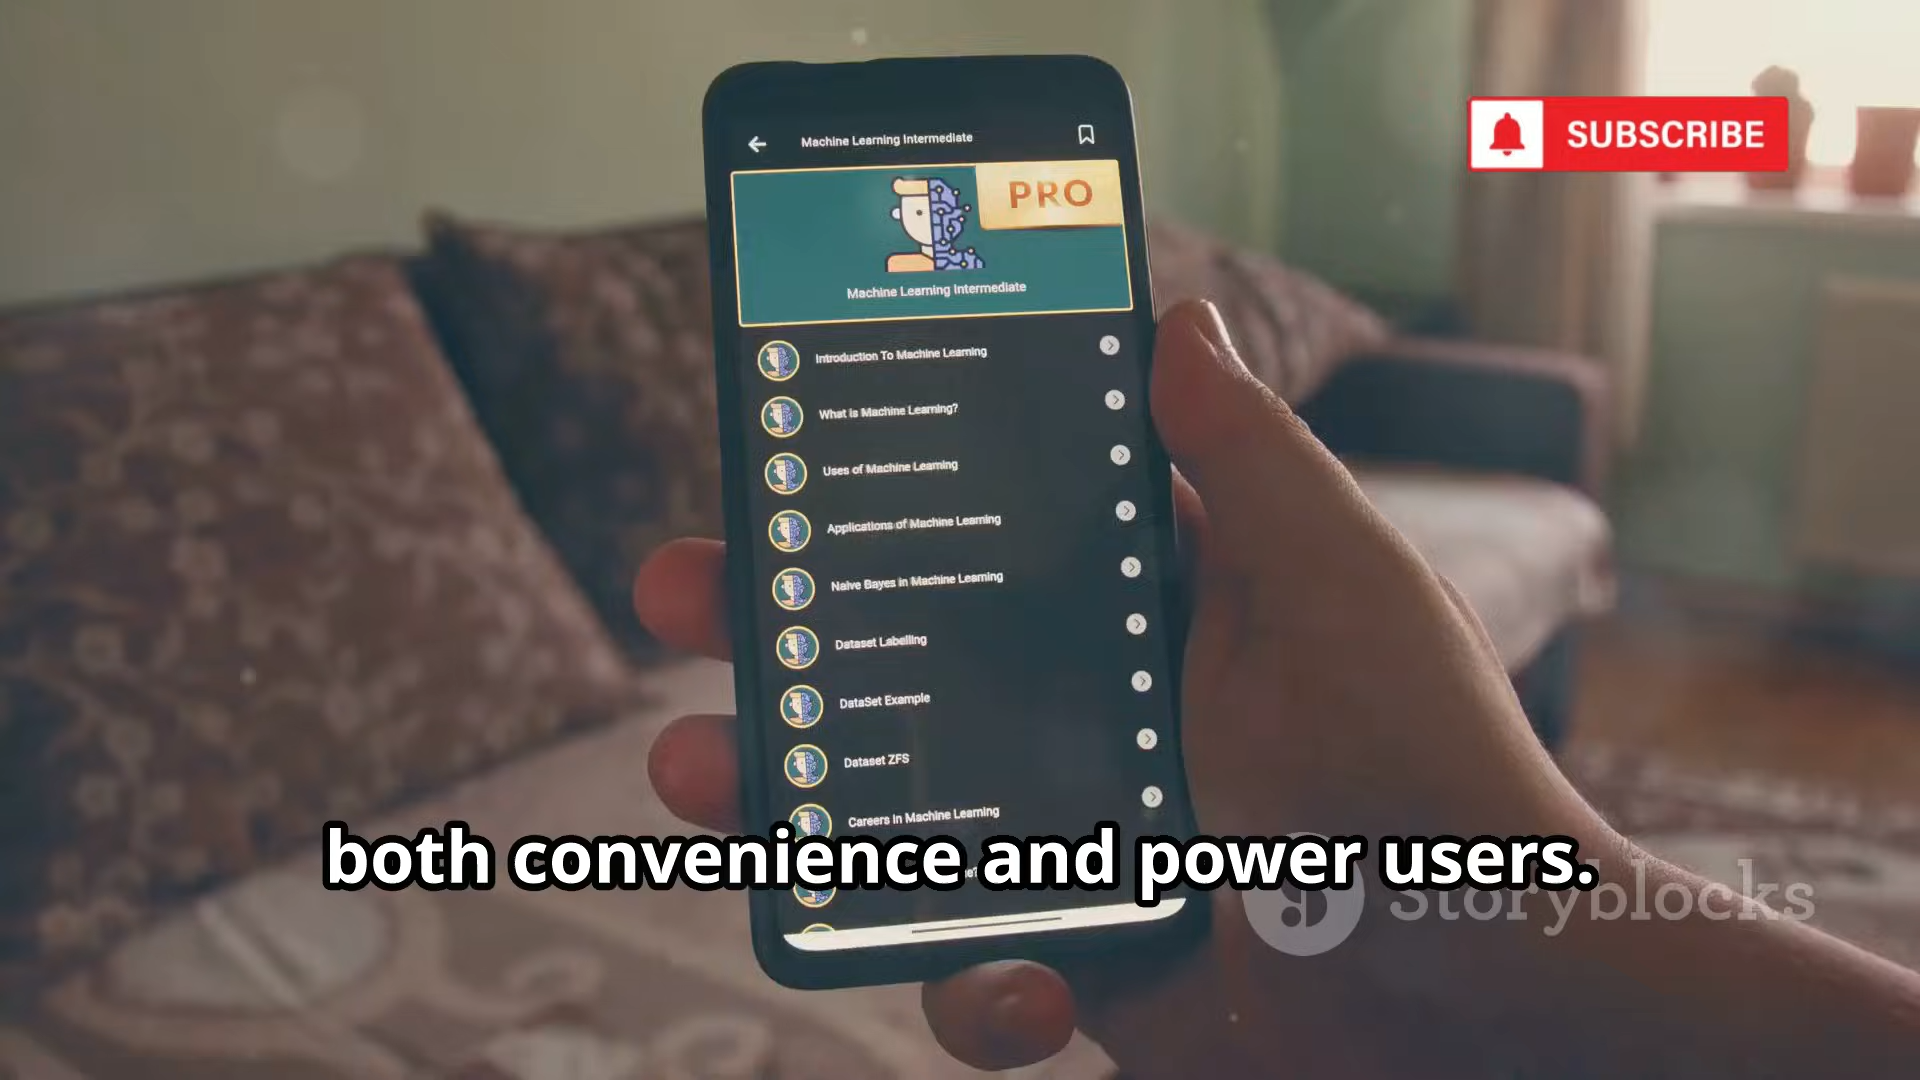 Machine Learning Intermediate
PRO
Machine Learning Intermediate
SUBSCRIBE
Introduction To Machine Learning
What is Machine Learning?
Uses of Machine Learning
Applications of Machine Learning
Naive Bayes in Machine Learning
Dataset Labelling
DataSet Example
Dataset ZFS
Careers in Machine Learning
both convenience and power users.
Storyblocks